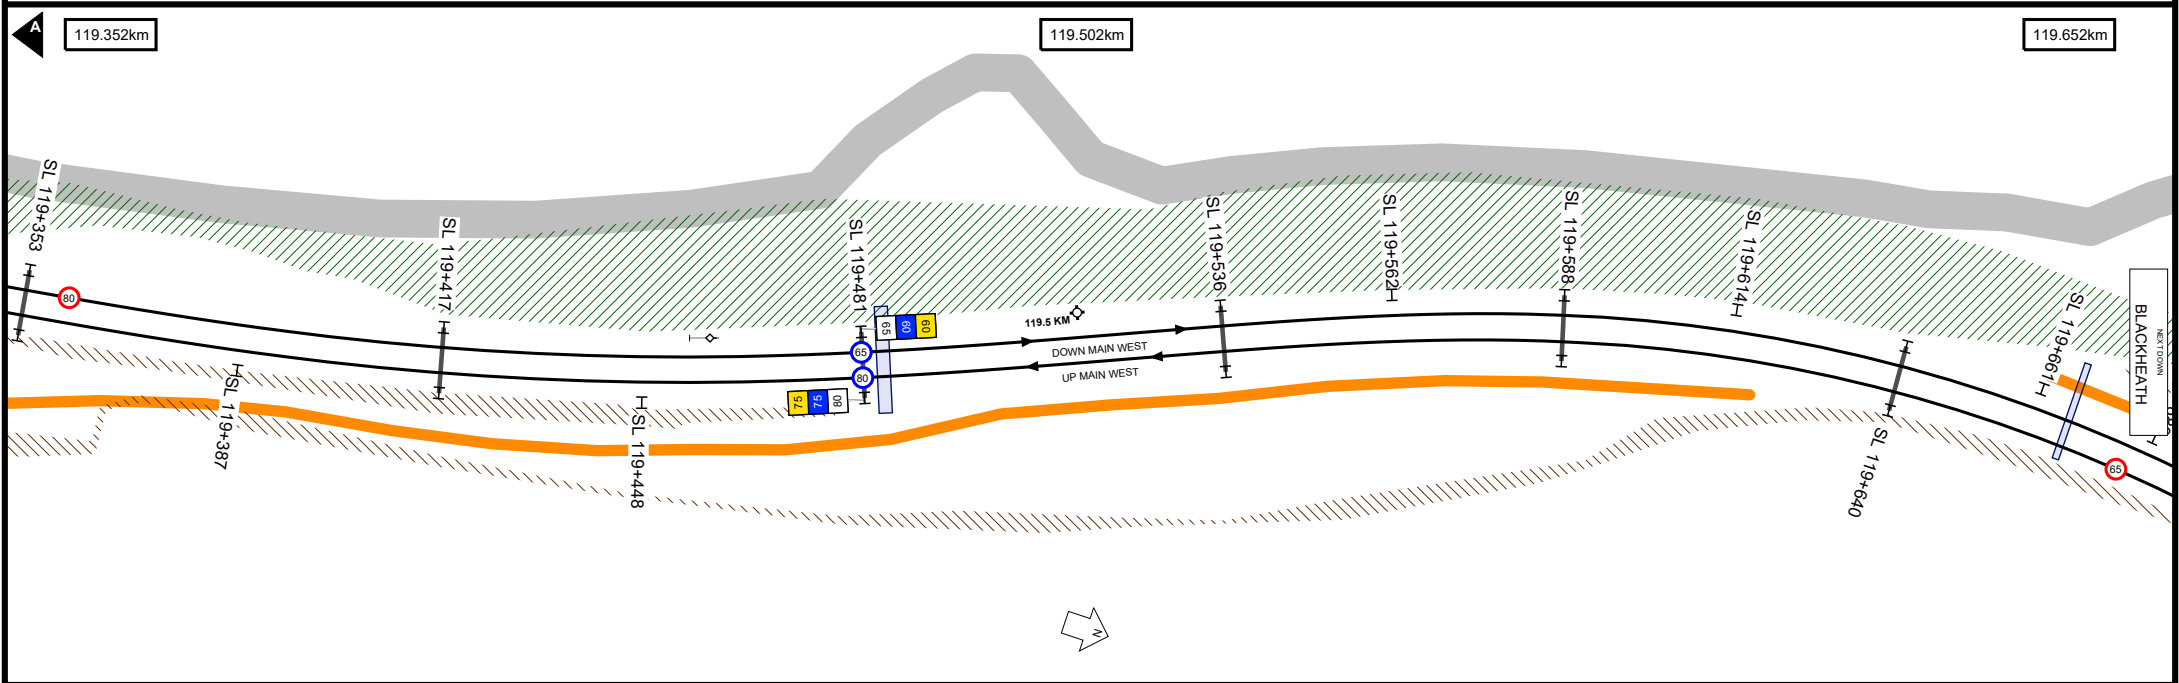 A
119.352km
119.502km
119.652km
SL 119+353
SL 119+417
SL 119+481
SL 119+536
SL 119+562
SL 119+588
SL 119+614
SL 119+661
NEXT DOWN
BLACKHEATH
80
65
60
60
65
80
119.5 KM
DOWN MAIN WEST
UP MAIN WEST
75
75
80
SL 119+387
SL 119+448
SL 119+640
65
N